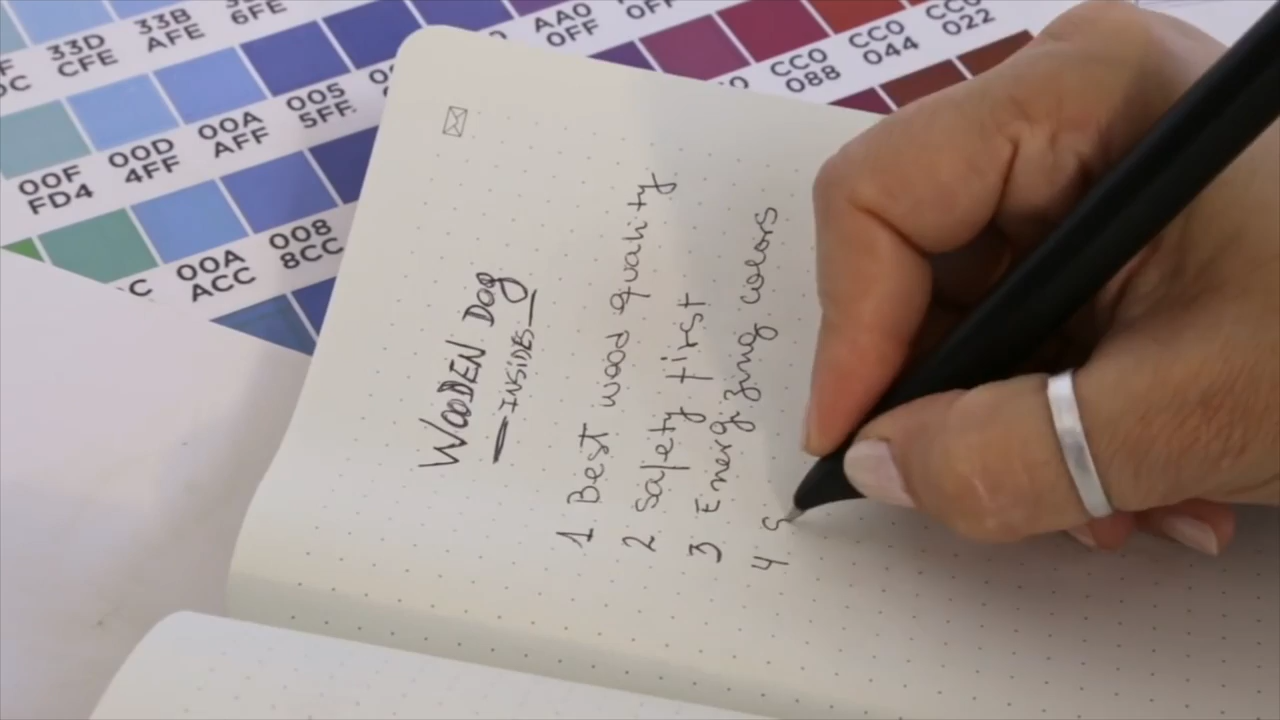 WOODEN DOG
— INSIDES —
1 Best wood quality
2 Safety first
3 Energizing colors
4 S
33D CFE
33B AFE
6FE
AA0 0FF
0FF
CC0 088
CC0 044
CC0 022
00F FD4
00D 4FF
00A AFF
005 5FF
00A ACC
008 8CC